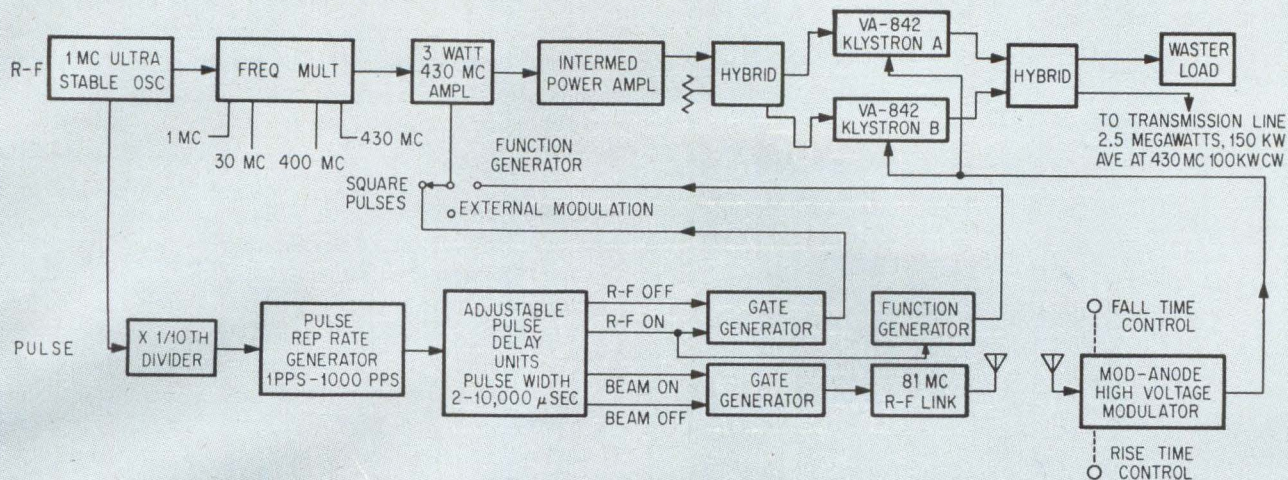 R-F
1 MC ULTRA
STABLE OSC
FREQ MULT
1 MC
30 MC
400 MC
430 MC
3 WATT
430 MC
AMPL
INTERMED
POWER AMPL
HYBRID
VA-842
KLYSTRON A
VA-842
KLYSTRON B
HYBRID
WASTER
LOAD
TO TRANSMISSION LINE
2.5 MEGAWATTS, 150 KW
AVE AT 430 MC 100KWCW
FUNCTION
GENERATOR
SQUARE
PULSES
EXTERNAL MODULATION
PULSE
X 1/10 TH
DIVIDER
PULSE
REP RATE
GENERATOR
1PPS-1000 PPS
ADJUSTABLE
PULSE
DELAY
UNITS
PULSE WIDTH
2-10,000 μSEC
R-F OFF
R-F ON
BEAM ON
BEAM OFF
GATE
GENERATOR
GATE
GENERATOR
FUNCTION
GENERATOR
81 MC
R-F LINK
FALL TIME
CONTROL
MOD-ANODE
HIGH VOLTAGE
MODULATOR
RISE TIME
CONTROL